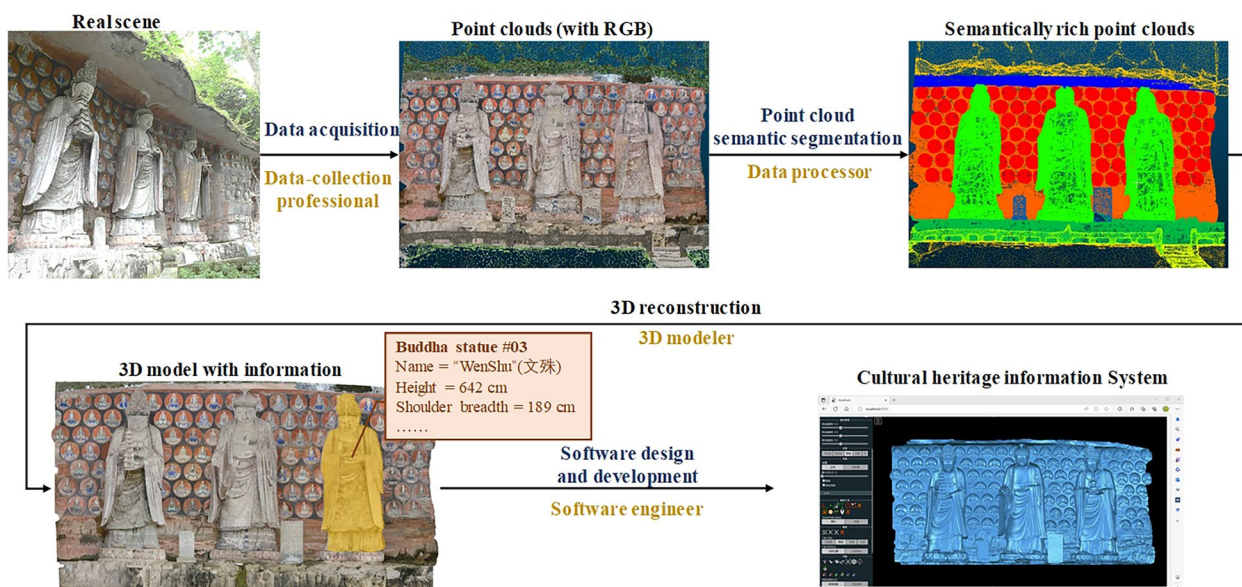 Real scene
Point clouds (with RGB)
Semantically rich point clouds
Data acquisition
Data-collection
professional
Point cloud
semantic segmentation
Data processor
3D reconstruction
3D modeler
3D model with information
Buddha statue #03
Name = “WenShu”(文殊)
Height = 642 cm
Shoulder breadth = 189 cm
……
Software design
and development
Software engineer
Cultural heritage information System